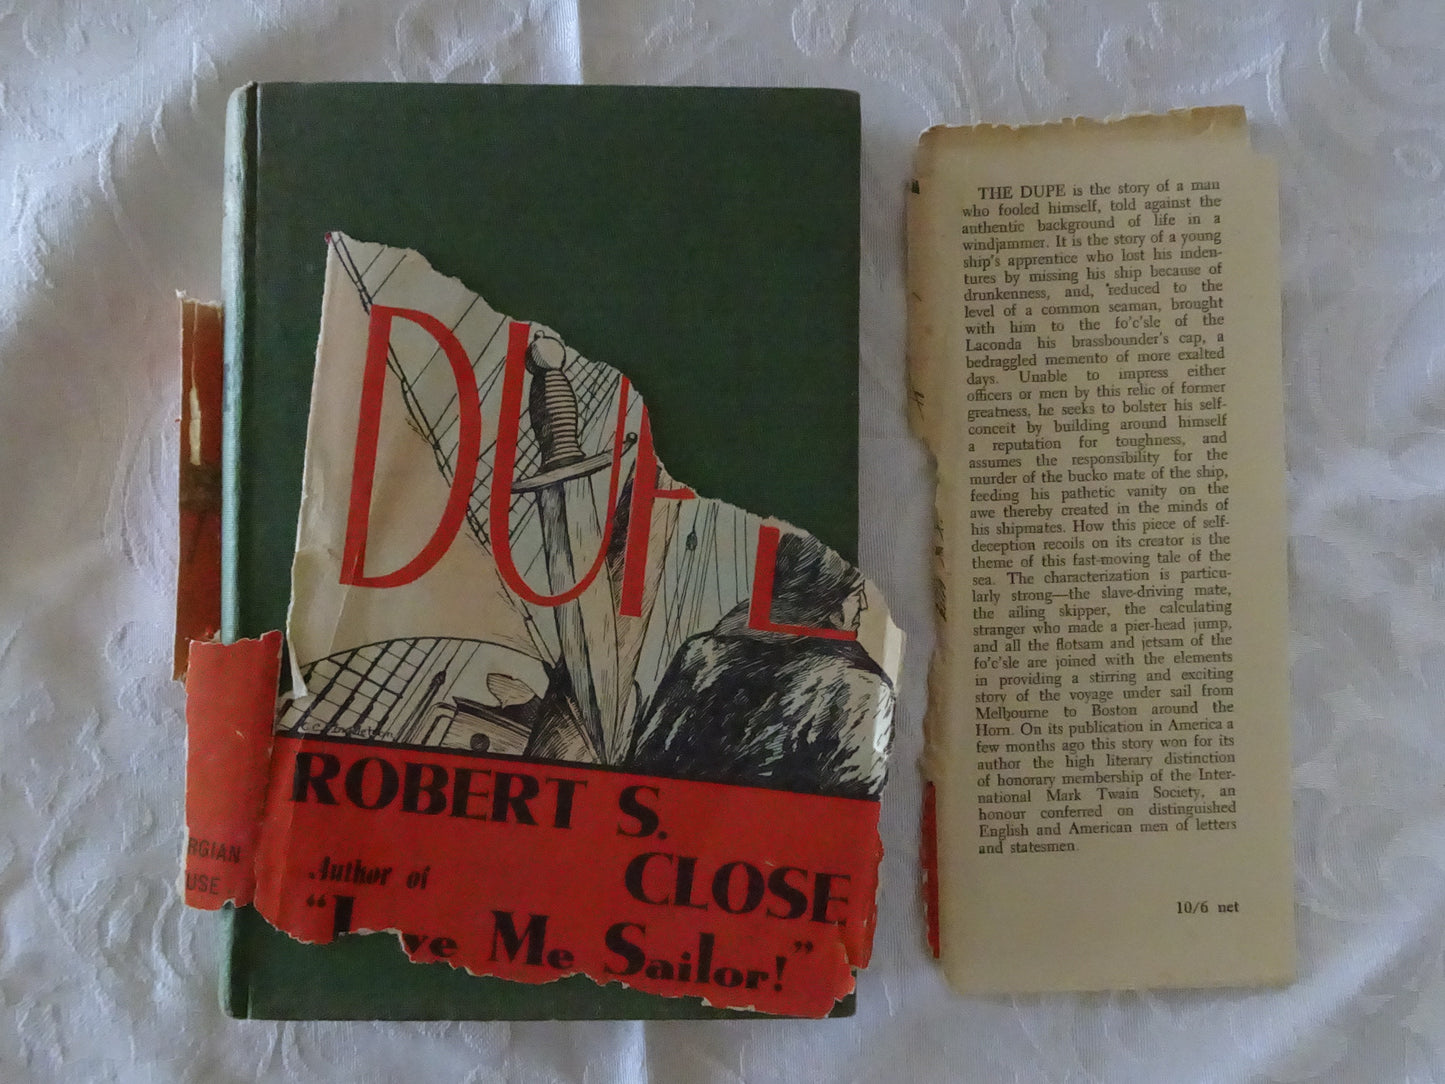 DUPE
ROBERT S.
CLOSE
Author of
"Love Me Sailor!"
RGIAN
USE
THE DUPE is the story of a man
who fooled himself, told against the
authentic background of life in a
windjammer. It is the story of a young
ship's apprentice who lost his inden-
tures by missing his ship because of
drunkenness, and, reduced to the
level of a common seaman, brought
with him to the fo'c'sle of the
Laconda his brassbounder's cap, a
bedraggled memento of more exalted
days. Unable to impress either
officers or men by this relic of former
greatness, he seeks to bolster his self-
conceit by building around himself
a reputation for toughness, and
assumes the responsibility for the
murder of the bucko mate of the ship,
feeding his pathetic vanity on the
awe thereby created in the minds of
his shipmates. How this piece of self-
deception recoils on its creator is the
theme of this fast-moving tale of the
sea. The characterization is particu-
larly strong—the slave-driving mate,
the ailing skipper, the calculating
stranger who made a pier-head jump,
and all the flotsam and jetsam of the
fo'c'sle are joined with the elements
in providing a stirring and exciting
story of the voyage under sail from
Melbourne to Boston around the
Horn. On its publication in America a
few months ago this story won for its
author the high literary distinction
of honorary membership of the Inter-
national Mark Twain Society, an
honour conferred on distinguished
English and American men of letters
and statesmen.
10/6 net